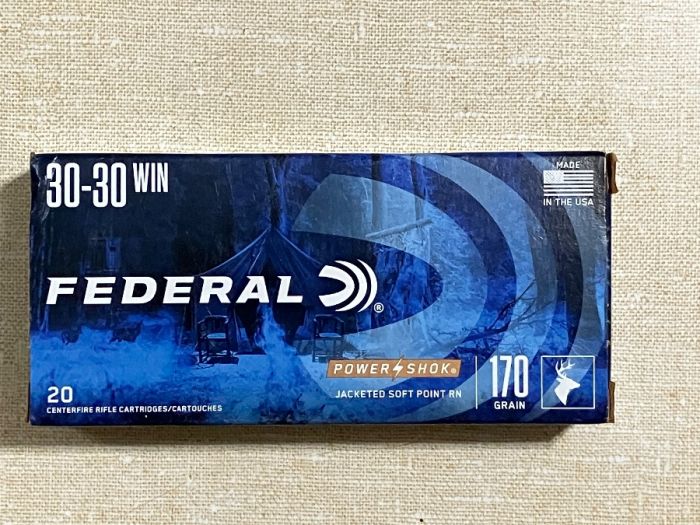 30-30 WIN
MADE
IN THE USA
FEDERAL ®
POWER SHOK®
JACKETED SOFT POINT RN
170
GRAIN
20
CENTERFIRE RIFLE CARTRIDGES/CARTOUCHES